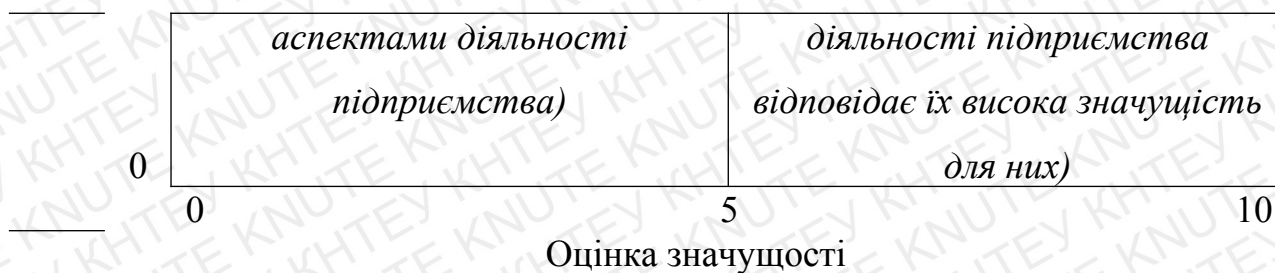 аспектами діяльності
підприємства)
діяльності підприємства
відповідає їх висока значущість
для них)
0
0 5 10
Оцінка значущості